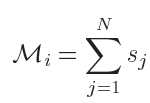 $\mathcal{M}_i = \sum_{j=1}^{N} s_j$